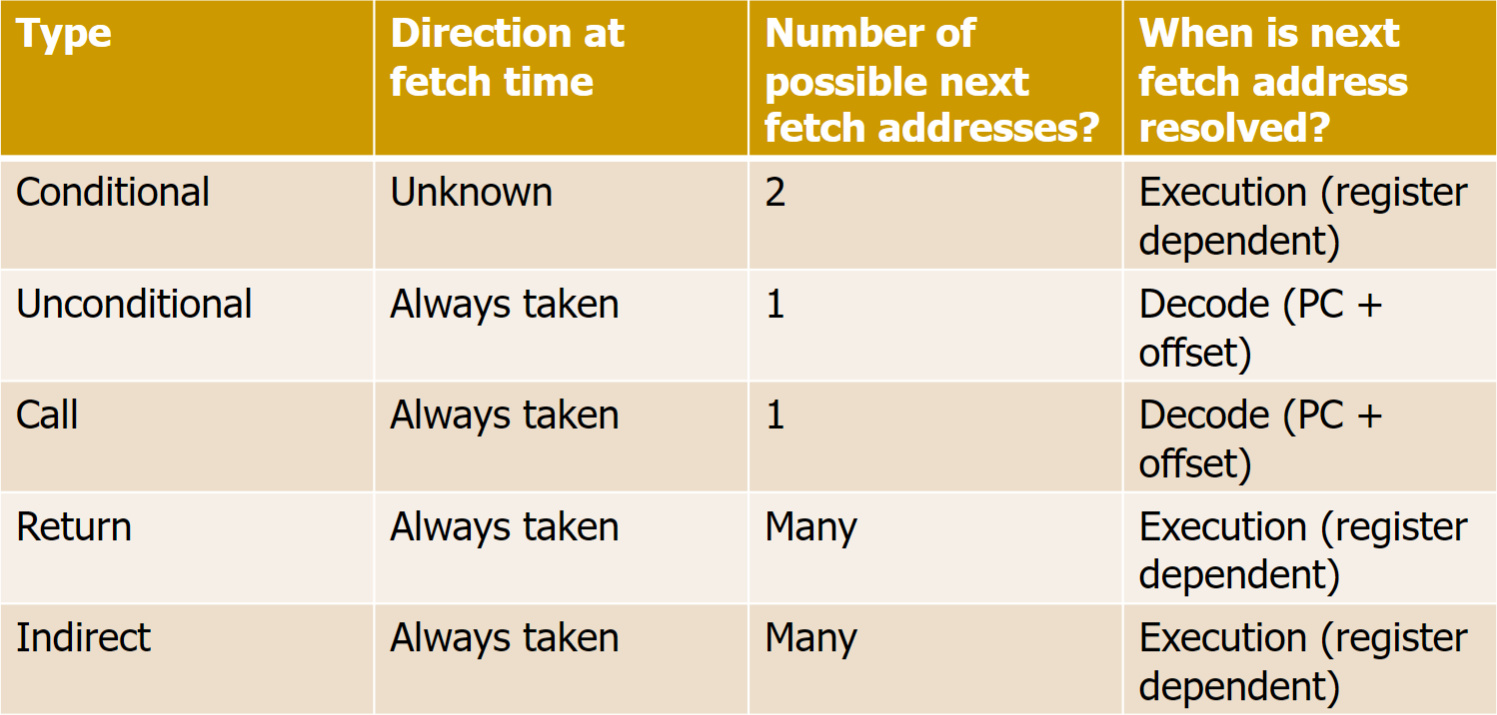 Type
Direction at
fetch time
Number of
possible next
fetch addresses?
When is next
fetch address
resolved?
Conditional
Unknown
2
Execution (register
dependent)
Unconditional
Always taken
1
Decode (PC +
offset)
Call
Always taken
1
Decode (PC +
offset)
Return
Always taken
Many
Execution (register
dependent)
Indirect
Always taken
Many
Execution (register
dependent)